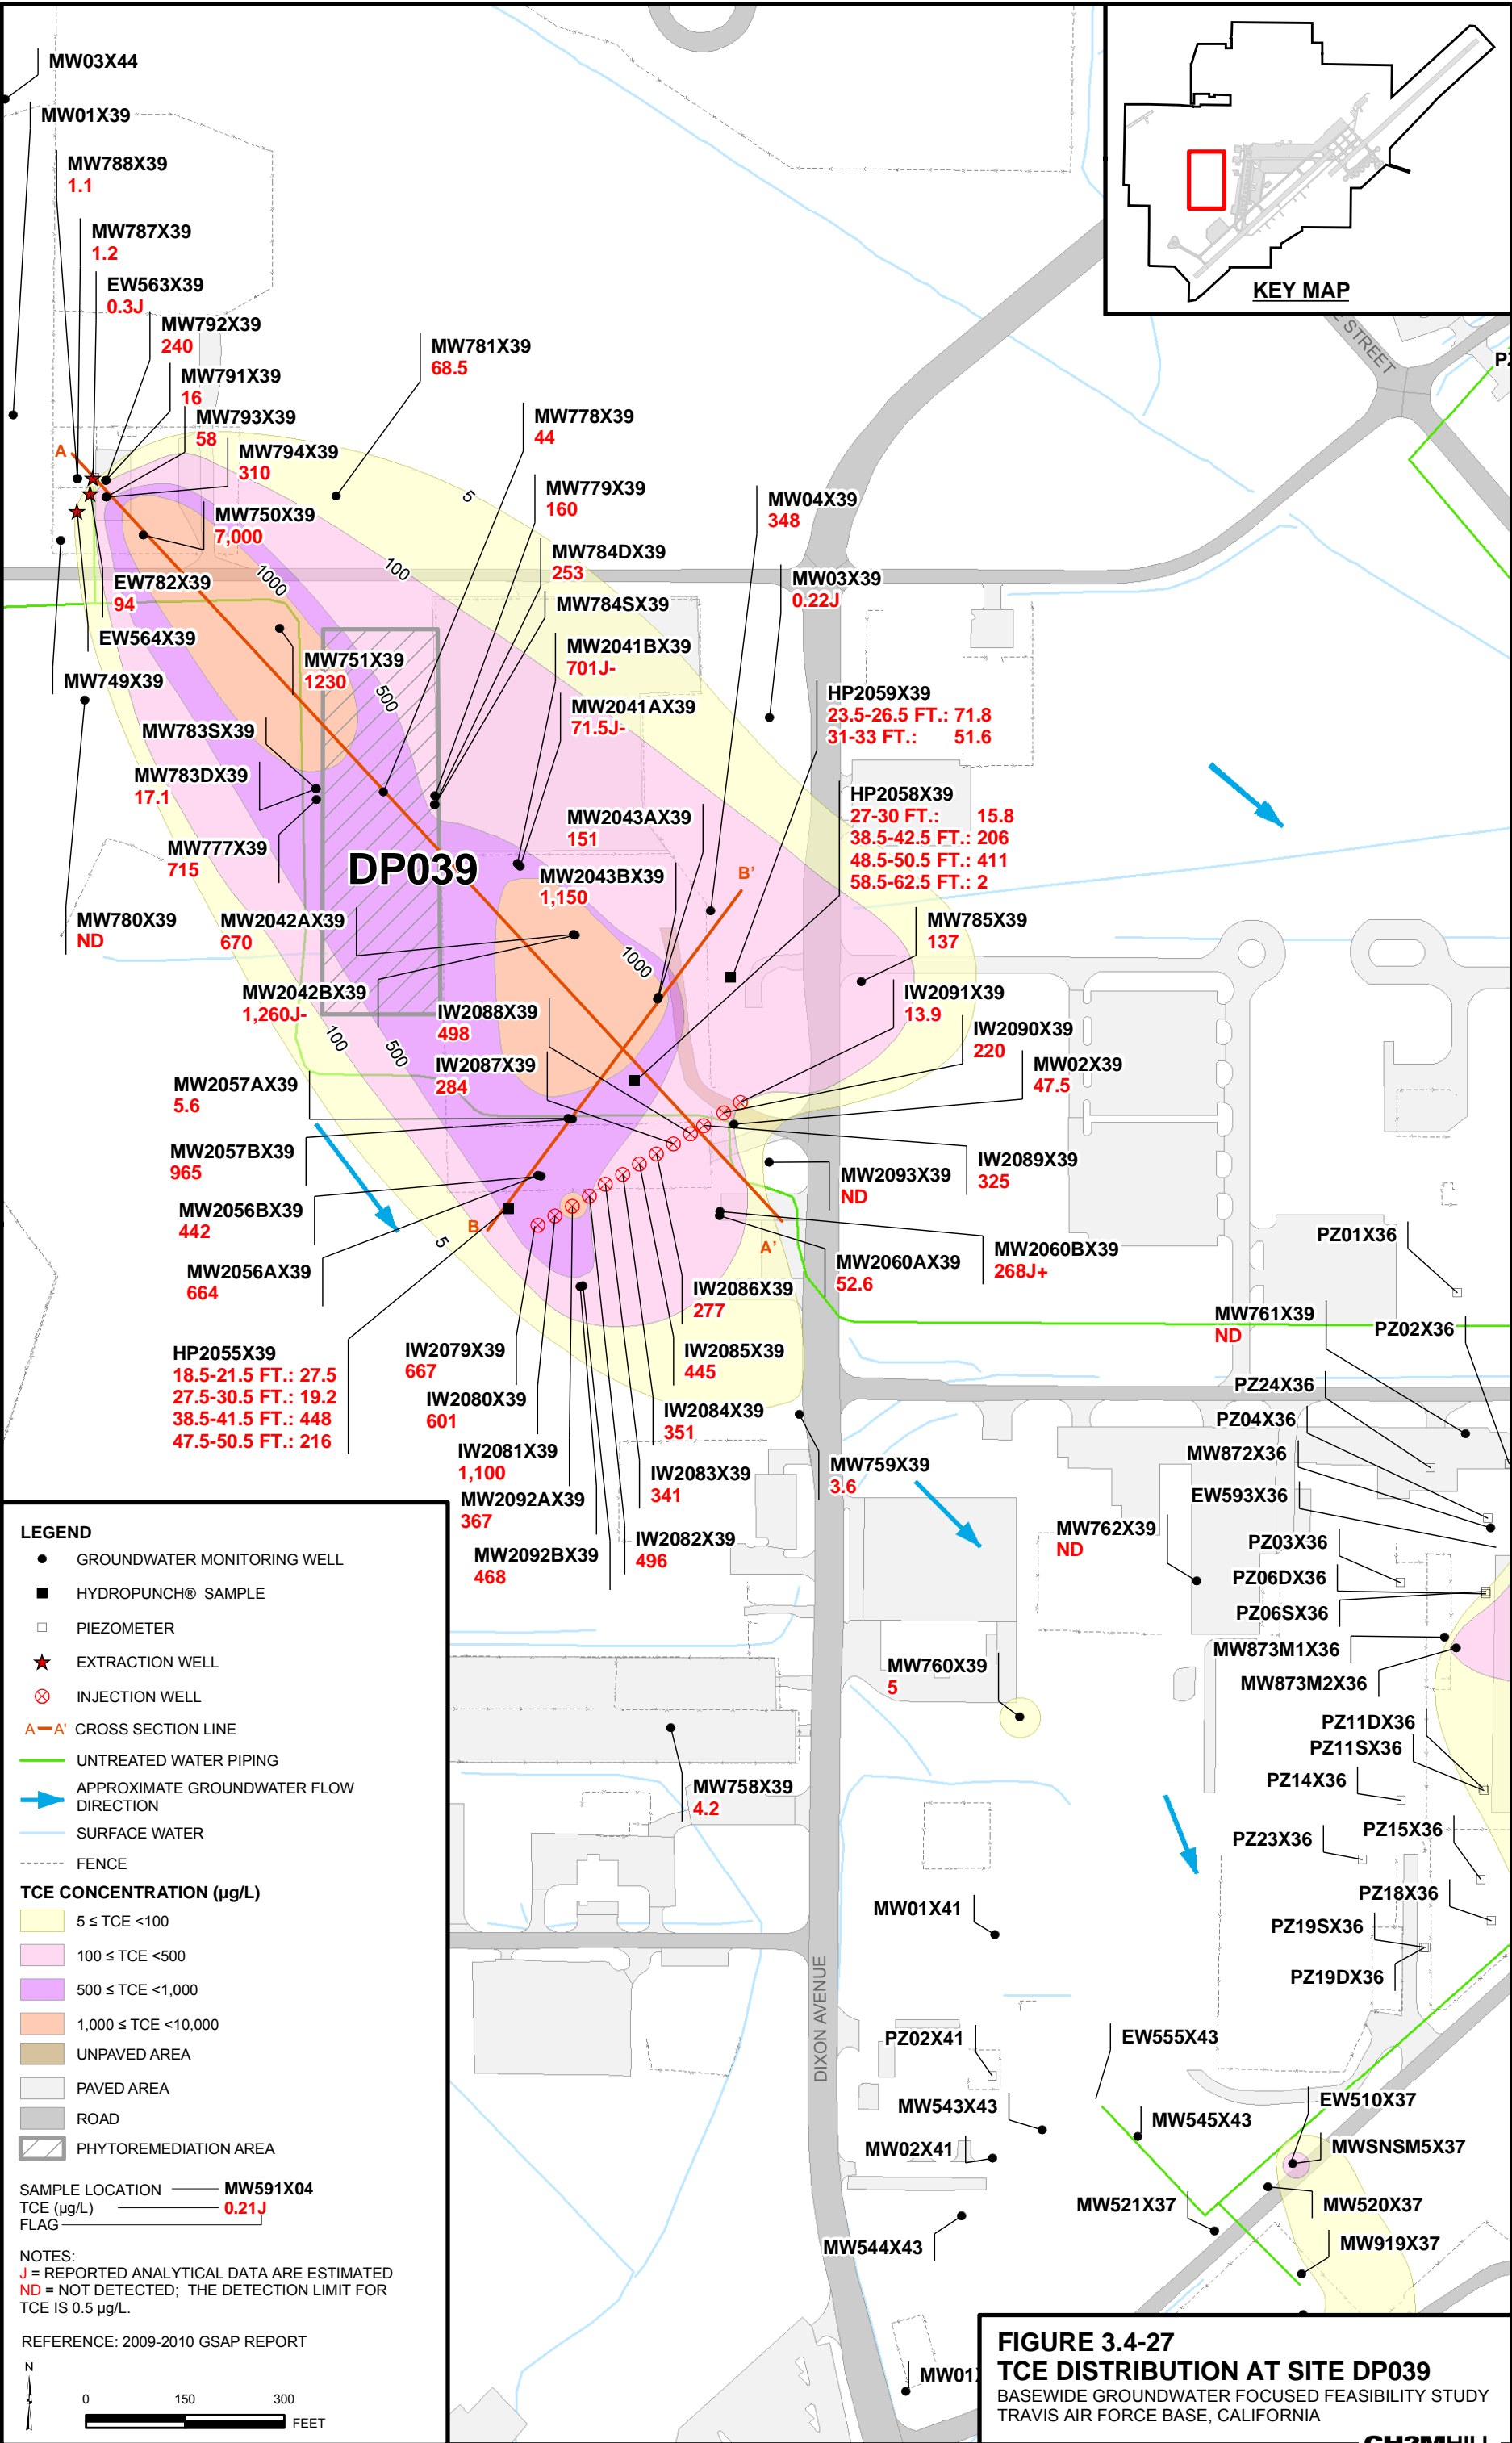 MW03X44
MW01X39
MW788X39
1.1
MW787X39
1.2
EW563X39
0.3J
MW792X39
240
MW791X39
16
MW793X39
58
MW794X39
310
MW750X39
7,000
MW781X39
68.5
MW778X39
44
MW779X39
160
MW784DX39
253
MW784SX39
MW2041BX39
701J-
MW2041AX39
71.5J-
MW04X39
348
MW03X39
0.22J
KEY MAP
STREET
A
5
100
1000
EW782X39
94
EW564X39
MW749X39
MW751X39
1230
500
MW783SX39
MW783DX39
17.1
MW777X39
715
DP039
MW780X39
ND
HP2059X39
23.5-26.5 FT.: 71.8
31-33 FT.: 51.6
HP2058X39
27-30 FT.: 15.8
38.5-42.5 FT.: 206
48.5-50.5 FT.: 411
58.5-62.5 FT.: 2
MW2043AX39
151
MW2043BX39
1,150
B'
MW2042AX39
670
MW2042BX39
1,260J-
1000
100
500
MW785X39
137
IW2091X39
13.9
IW2090X39
220
MW02X39
47.5
IW2088X39
498
IW2087X39
284
MW2057AX39
5.6
MW2057BX39
965
MW2056BX39
442
MW2056AX39
664
B
5
MW2093X39
ND
IW2089X39
325
A'
MW2060AX39
52.6
MW2060BX39
268J+
HP2055X39
18.5-21.5 FT.: 27.5
27.5-30.5 FT.: 19.2
38.5-41.5 FT.: 448
47.5-50.5 FT.: 216
IW2079X39
667
IW2080X39
601
IW2081X39
1,100
MW2092AX39
367
MW2092BX39
468
IW2086X39
277
IW2085X39
445
IW2084X39
351
IW2083X39
341
IW2082X39
496
MW759X39
3.6
PZ01X36
MW761X39
ND
PZ02X36
PZ24X36
PZ04X36
MW872X36
EW593X36
MW762X39
ND
PZ03X36
PZ06DX36
PZ06SX36
MW873M1X36
MW873M2X36
MW760X39
5
PZ11DX36
PZ11SX36
PZ14X36
MW758X39
4.2
PZ23X36
PZ15X36
PZ18X36
PZ19SX36
PZ19DX36
MW01X41
DIXON AVENUE
PZ02X41
EW555X43
MW543X43
MW545X43
EW510X37
MWSNSM5X37
MW02X41
MW521X37
MW520X37
MW544X43
MW919X37
LEGEND
GROUNDWATER MONITORING WELL
HYDROPUNCH® SAMPLE
PIEZOMETER
EXTRACTION WELL
INJECTION WELL
A A' CROSS SECTION LINE
UNTREATED WATER PIPING
APPROXIMATE GROUNDWATER FLOW
DIRECTION
SURFACE WATER
FENCE
TCE CONCENTRATION (µg/L)
5 ≤ TCE <100
100 ≤ TCE <500
500 ≤ TCE <1,000
1,000 ≤ TCE <10,000
UNPAVED AREA
PAVED AREA
ROAD
PHYTOREMEDIATION AREA
SAMPLE LOCATION MW591X04
TCE (µg/L) 0.21J
FLAG
NOTES:
J = REPORTED ANALYTICAL DATA ARE ESTIMATED
ND = NOT DETECTED; THE DETECTION LIMIT FOR
TCE IS 0.5 µg/L.
REFERENCE: 2009-2010 GSAP REPORT
N
0 150 300
FEET
FIGURE 3.4-27
TCE DISTRIBUTION AT SITE DP039
BASEWIDE GROUNDWATER FOCUSED FEASIBILITY STUDY
TRAVIS AIR FORCE BASE, CALIFORNIA